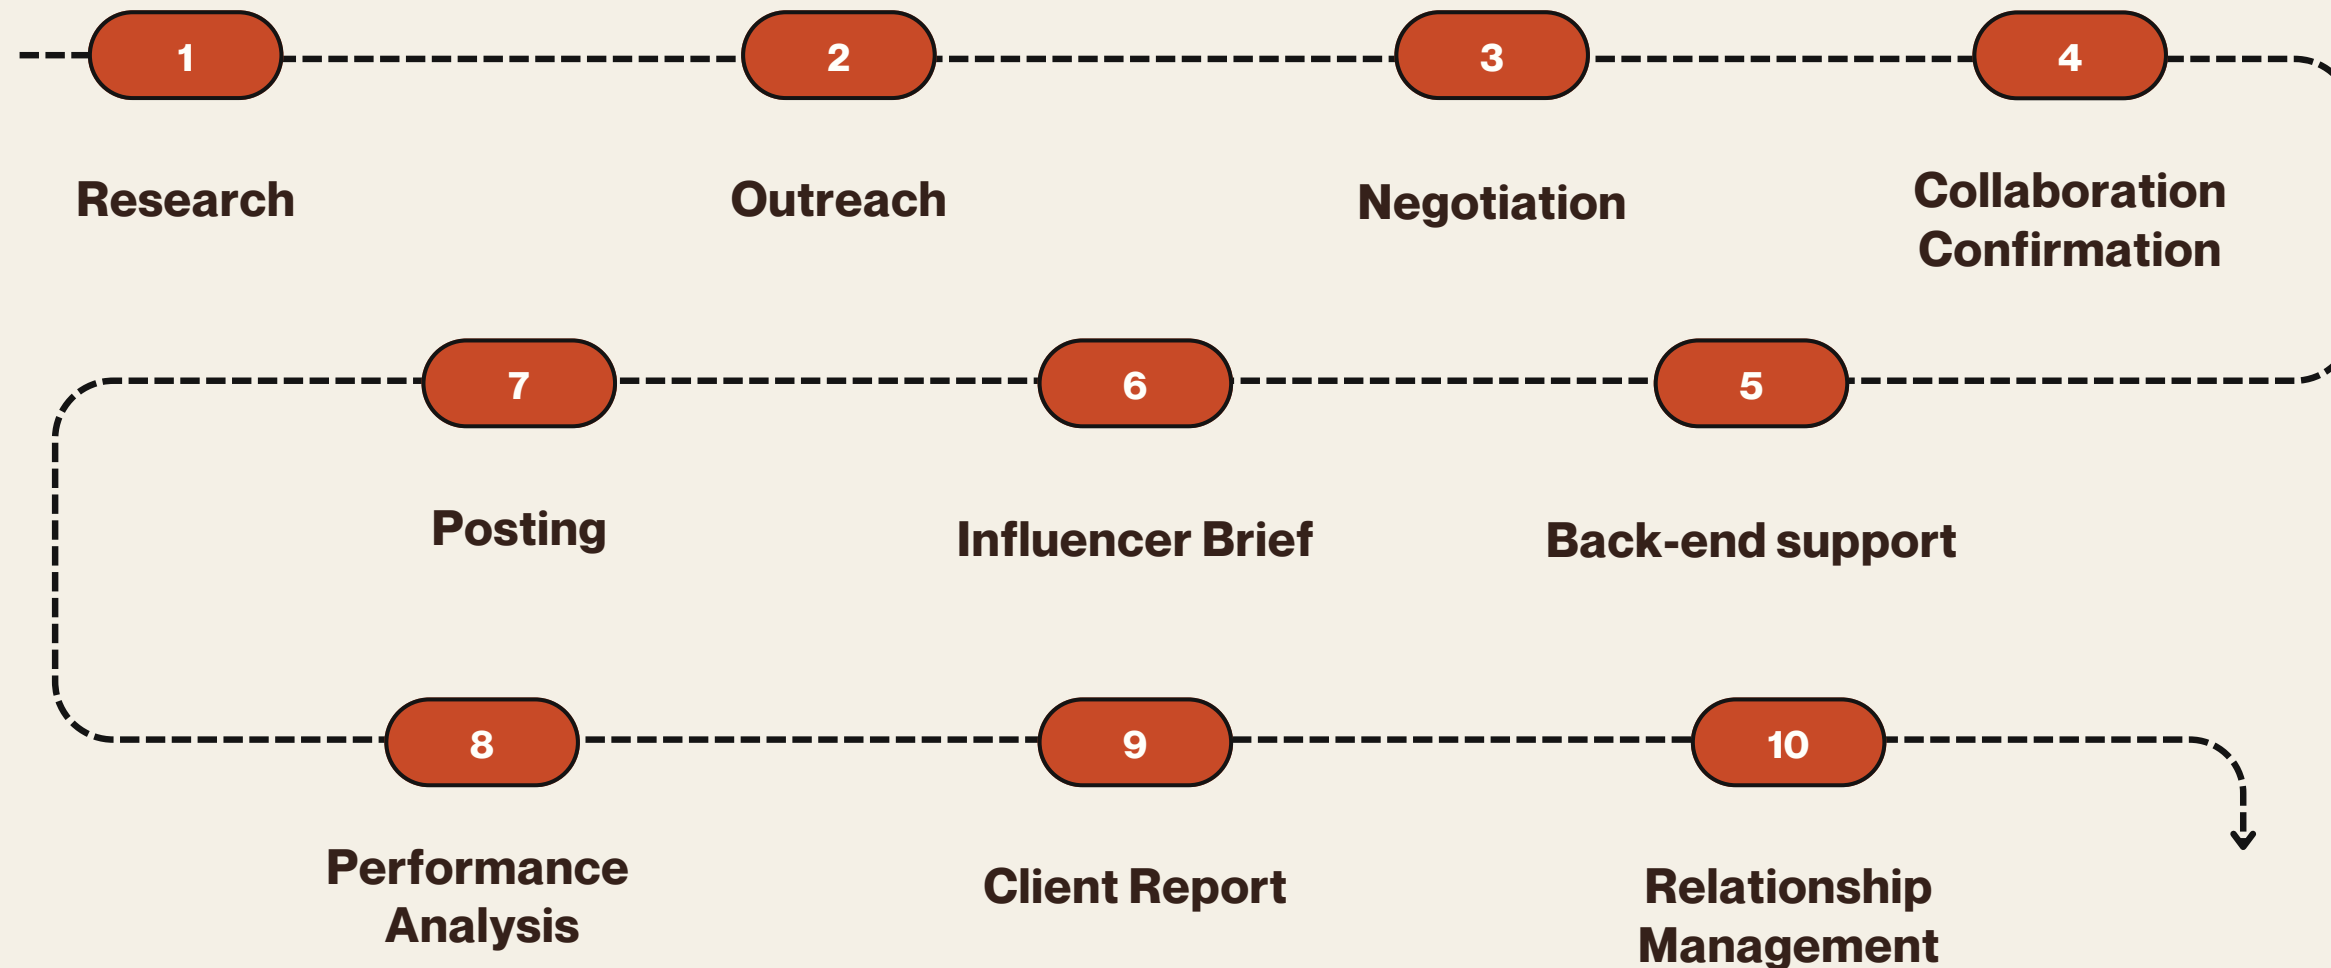 1
Research
2
Outreach
3
Negotiation
4
Collaboration
Confirmation
5
Back-end support
6
Influencer Brief
7
Posting
8
Performance
Analysis
9
Client Report
10
Relationship
Management